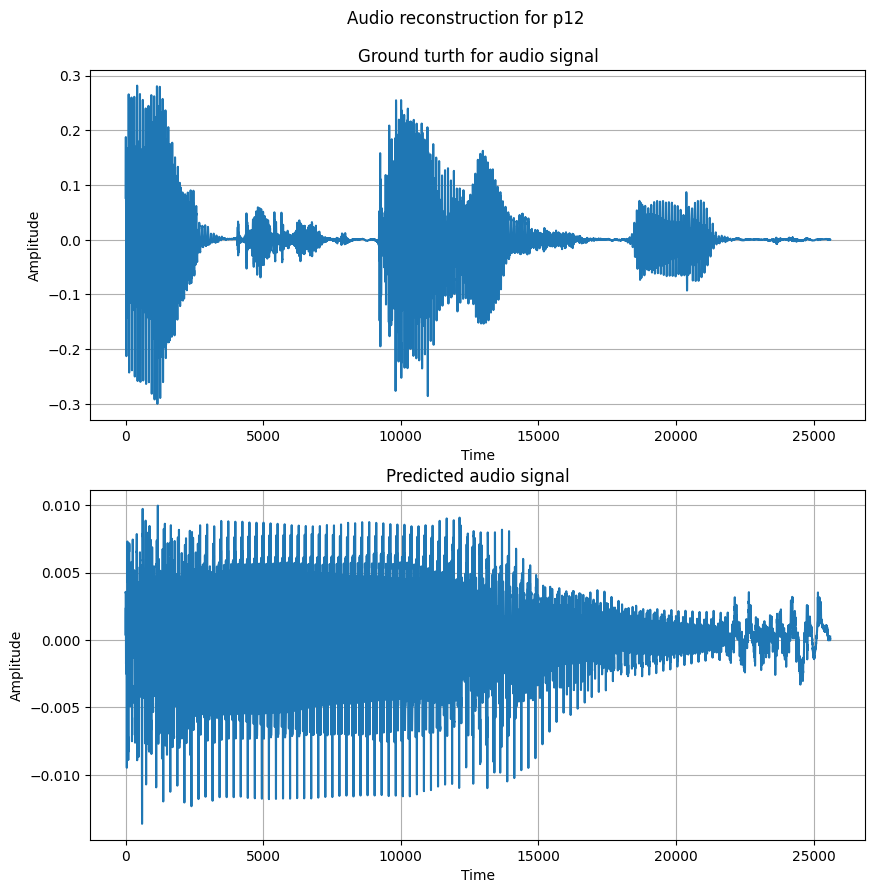 Audio reconstruction for p12
Ground turth for audio signal
0.3
0.2
0.1
0.0
−0.1
−0.2
−0.3
Amplitude
0 5000 10000 15000 20000 25000
Time
Predicted audio signal
0.010
0.005
0.000
−0.005
−0.010
Amplitude
0 5000 10000 15000 20000 25000
Time